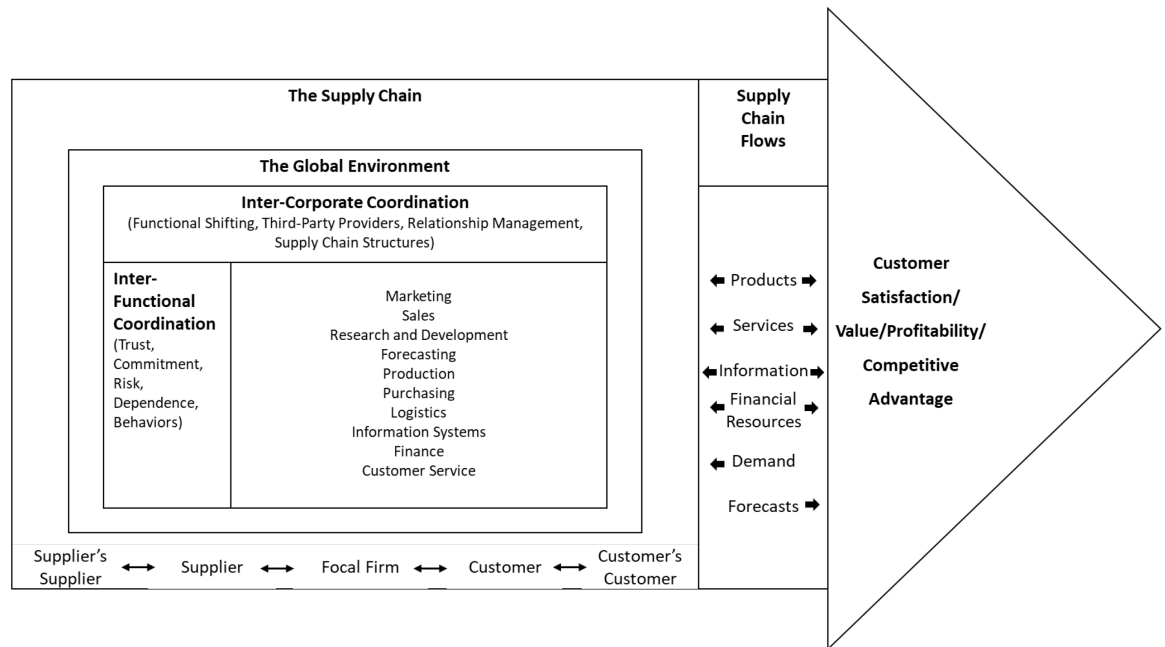 The Supply Chain
Supply
Chain
Flows
The Global Environment
Inter-Corporate Coordination
(Functional Shifting, Third-Party Providers, Relationship Management,
Supply Chain Structures)
Inter-
Functional
Coordination
(Trust,
Commitment,
Risk,
Dependence,
Behaviors)
Marketing
Sales
Research and Development
Forecasting
Production
Purchasing
Logistics
Information Systems
Finance
Customer Service
Products
Services
Information
Financial
Resources
Demand
Forecasts
Customer
Satisfaction/
Value/Profitability/
Competitive
Advantage
Supplier's
Supplier
Supplier
Focal Firm
Customer
Customer's
Customer